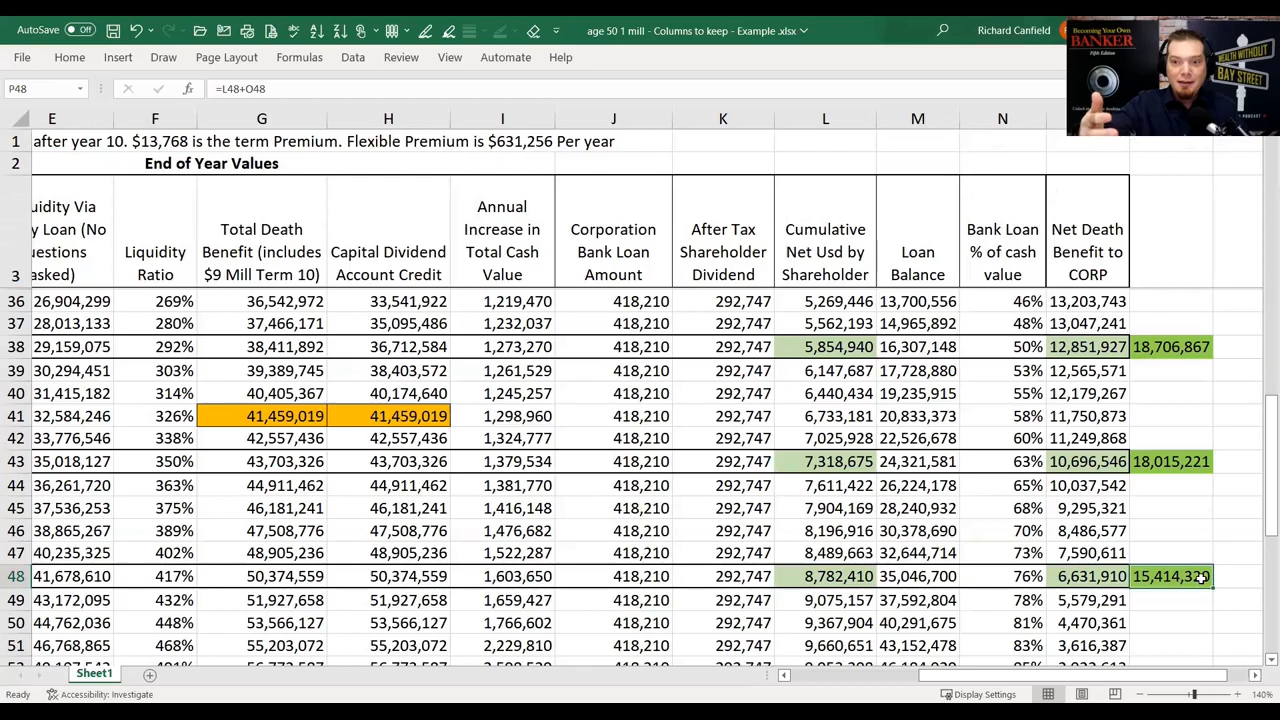 AutoSave Off age 50 1 mill - Columns to keep - Example.xlsx Richard Canfield
File Home Insert Draw Page Layout Formulas Data Review View Automate Help
P48 fx =L48+O48
Becoming Your Own
BANKER
Fifth Edition
WEALTH WITHOUT
BAY STREET
PODCAST
E F G H I J K L M N O
1 after year 10. $13,768 is the term Premium. Flexible Premium is $631,256 Per year
2 End of Year Values
uidity Via Annual Cumulative Bank Loan Net Death
y Loan (No Total Death Increase in Corporation After Tax Net Usd by Loan % of cash Benefit to
uestions Liquidity Benefit (includes Capital Dividend Total Cash Bank Loan Shareholder Shareholder Balance value CORP
3 asked) Ratio $9 Mill Term 10) Account Credit Value Amount Dividend
36 26,904,299 269% 36,542,972 33,541,922 1,219,470 418,210 292,747 5,269,446 13,700,556 46% 13,203,743
37 28,013,133 280% 37,466,171 35,095,486 1,232,037 418,210 292,747 5,562,193 14,965,892 48% 13,047,241
38 29,159,075 292% 38,411,892 36,712,584 1,273,270 418,210 292,747 5,854,940 16,307,148 50% 12,851,927 18,706,867
39 30,294,451 303% 39,389,745 38,403,572 1,261,529 418,210 292,747 6,147,687 17,728,880 53% 12,565,571
40 31,415,182 314% 40,405,367 40,174,640 1,245,257 418,210 292,747 6,440,434 19,235,915 55% 12,179,267
41 32,584,246 326% 41,459,019 41,459,019 1,298,960 418,210 292,747 6,733,181 20,833,373 58% 11,750,873
42 33,776,546 338% 42,557,436 42,557,436 1,324,777 418,210 292,747 7,025,928 22,526,678 60% 11,249,868
43 35,018,127 350% 43,703,326 43,703,326 1,379,534 418,210 292,747 7,318,675 24,321,581 63% 10,696,546 18,015,221
44 36,261,720 363% 44,911,462 44,911,462 1,381,770 418,210 292,747 7,611,422 26,224,178 65% 10,037,542
45 37,536,253 375% 46,181,241 46,181,241 1,416,148 418,210 292,747 7,904,169 28,240,932 68% 9,295,321
46 38,865,267 389% 47,508,776 47,508,776 1,476,682 418,210 292,747 8,196,916 30,378,690 70% 8,486,577
47 40,235,325 402% 48,905,236 48,905,236 1,522,287 418,210 292,747 8,489,663 32,644,714 73% 7,590,611
48 41,678,610 417% 50,374,559 50,374,559 1,603,650 418,210 292,747 8,782,410 35,046,700 76% 6,631,910 15,414,320
49 43,172,095 432% 51,927,658 51,927,658 1,659,427 418,210 292,747 9,075,157 37,592,804 78% 5,579,291
50 44,762,036 448% 53,566,127 53,566,127 1,766,602 418,210 292,747 9,367,904 40,291,675 81% 4,470,361
51 46,768,865 468% 55,203,072 55,203,072 2,229,810 418,210 292,747 9,660,651 43,152,478 83% 3,616,387
Sheet1
Ready Accessibility: Investigate Display Settings 140%